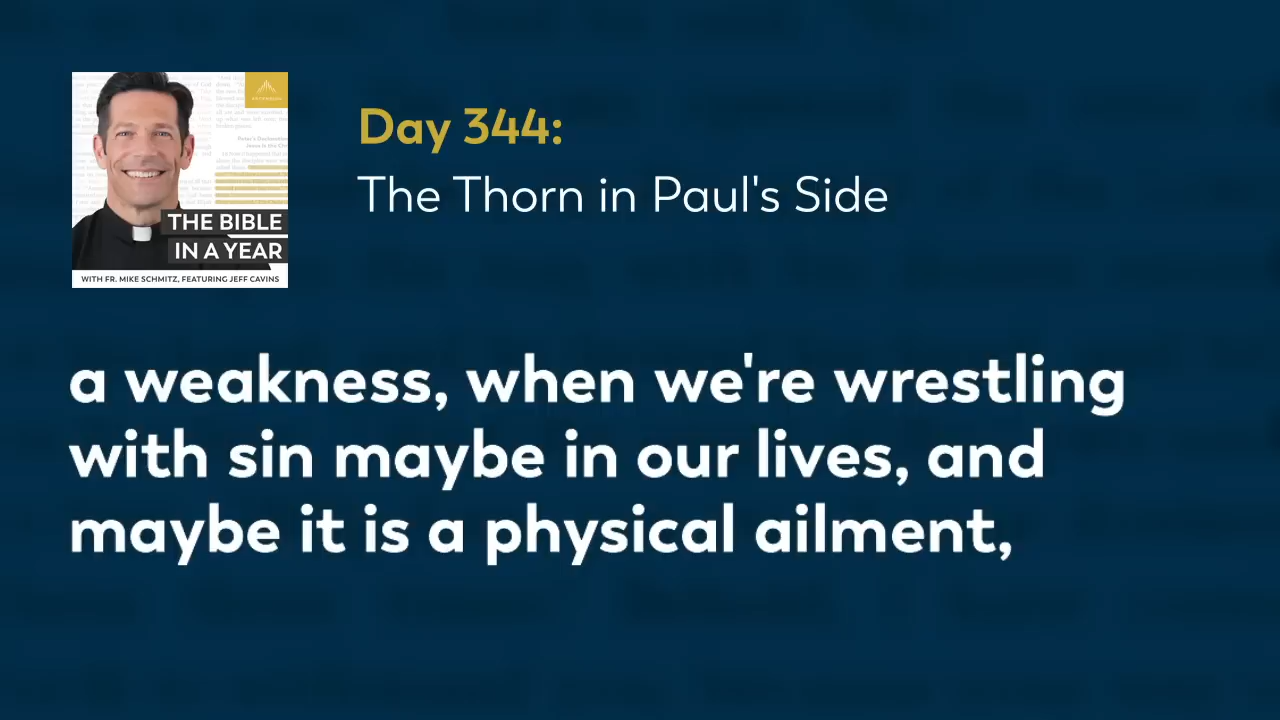 Day 344:
The Thorn in Paul's Side
THE BIBLE
IN A YEAR
WITH FR. MIKE SCHMITZ, FEATURING JEFF CAVINS
a weakness, when we're wrestling
with sin maybe in our lives, and
maybe it is a physical ailment,